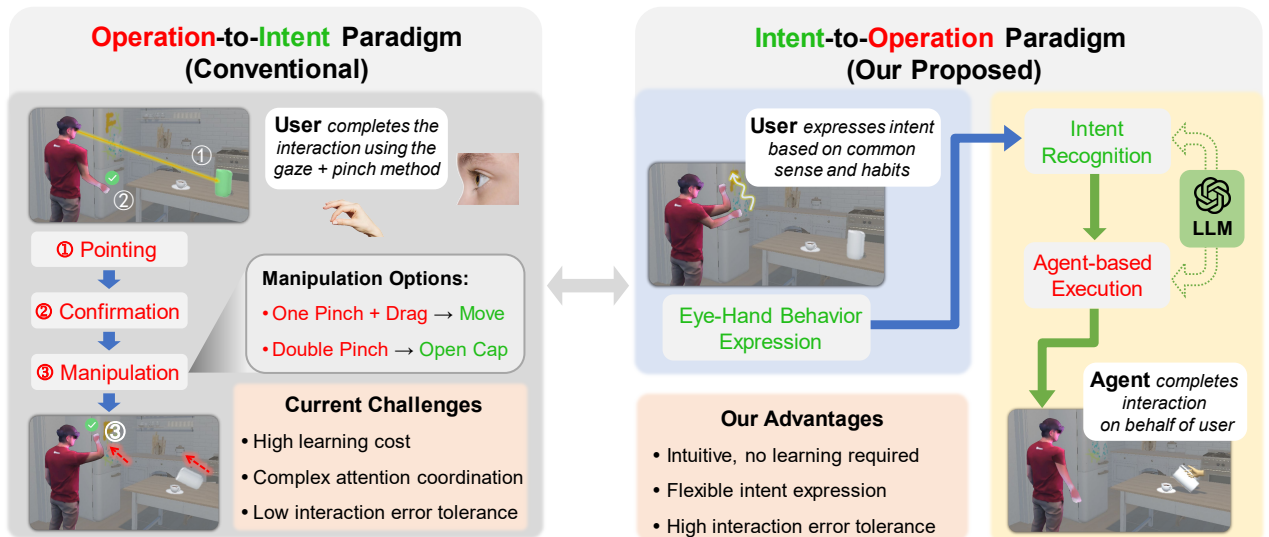 Operation-to-Intent Paradigm
(Conventional)
①
②
User completes the
interaction using the
gaze + pinch method
① Pointing
② Confirmation
③ Manipulation
Manipulation Options:
• One Pinch + Drag → Move
• Double Pinch → Open Cap
③
Current Challenges
• High learning cost
• Complex attention coordination
• Low interaction error tolerance
Intent-to-Operation Paradigm
(Our Proposed)
User expresses intent
based on common
sense and habits
Eye-Hand Behavior
Expression
Intent
Recognition
LLM
Agent-based
Execution
Agent completes
interaction
on behalf of user
Our Advantages
• Intuitive, no learning required
• Flexible intent expression
• High interaction error tolerance